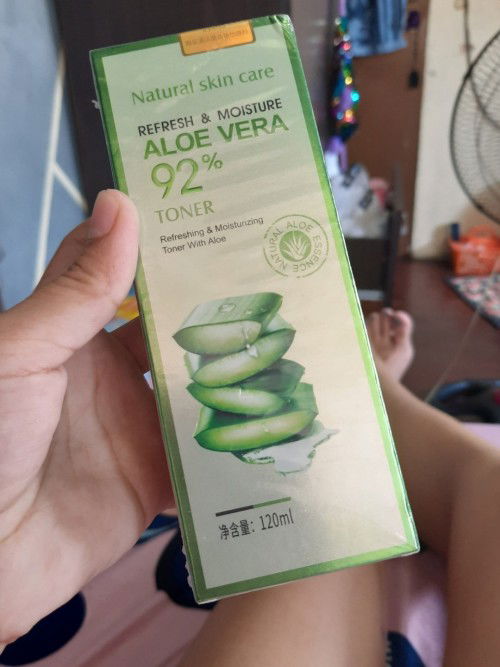 Natural skin care
REFRESH & MOISTURE
ALOE VERA
92%
TONER
Refreshing & Moisturizing
Toner With Aloe
NATURAL ALOE ESSENCE
净含量：120ml